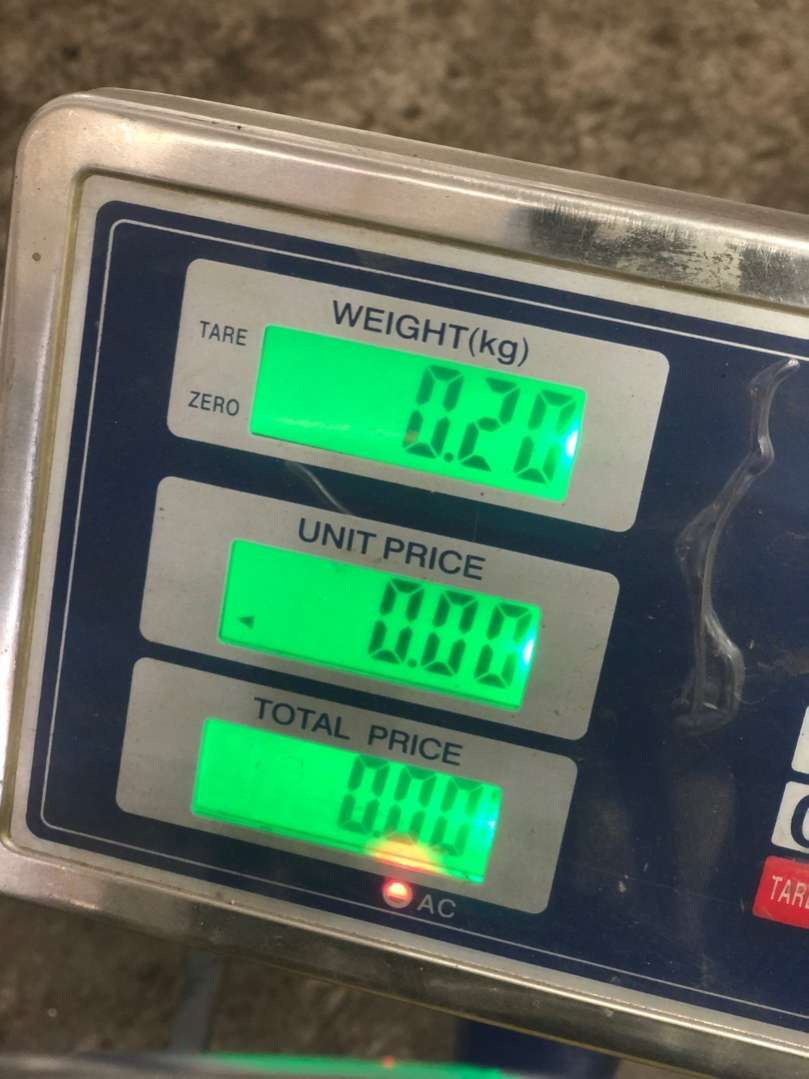 WEIGHT(kg)
TARE
0.20
ZERO
UNIT PRICE
0.00
TOTAL PRICE
0.00
AC